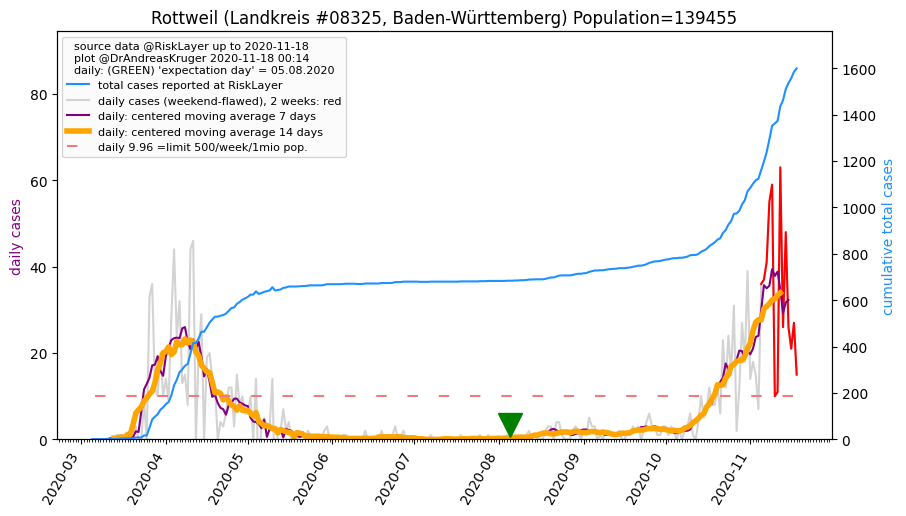 Rottweil (Landkreis #08325, Baden-Württemberg) Population=139455
source data @RiskLayer up to 2020-11-18
plot @DrAndreasKruger 2020-11-18 00:14
daily: (GREEN) 'expectation day' = 05.08.2020
total cases reported at RiskLayer
daily cases (weekend-flawed), 2 weeks: red
daily: centered moving average 7 days
daily: centered moving average 14 days
daily 9.96 =limit 500/week/1mio pop.
daily cases
0
20
40
60
80
cumulative total cases
0
200
400
600
800
1000
1200
1400
1600
2020-03
2020-04
2020-05
2020-06
2020-07
2020-08
2020-09
2020-10
2020-11